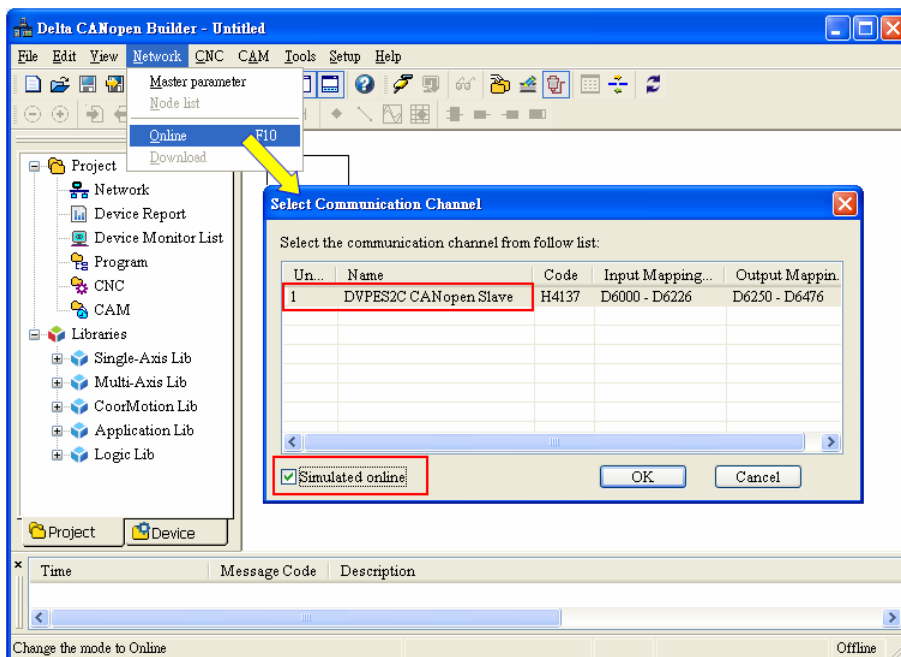 Delta CANopen Builder - Untitled
File Edit View Network CNC CAM Tools Setup Help
Master parameter
Node list
Online F10
Download
Project
Network
Device Report
Device Monitor List
Program
CNC
CAM
Libraries
Single-Axis Lib
Multi-Axis Lib
CoorMotion Lib
Application Lib
Logic Lib
Project Device
Select Communication Channel
Select the communication channel from follow list:
Un... Name Code Input Mapping... Output Mappin
1 DVPES2C CANopen Slave H4137 D6000 - D6226 D6250 - D6476
Simulated online OK Cancel
Time Message Code Description
Change the mode to Online Offline